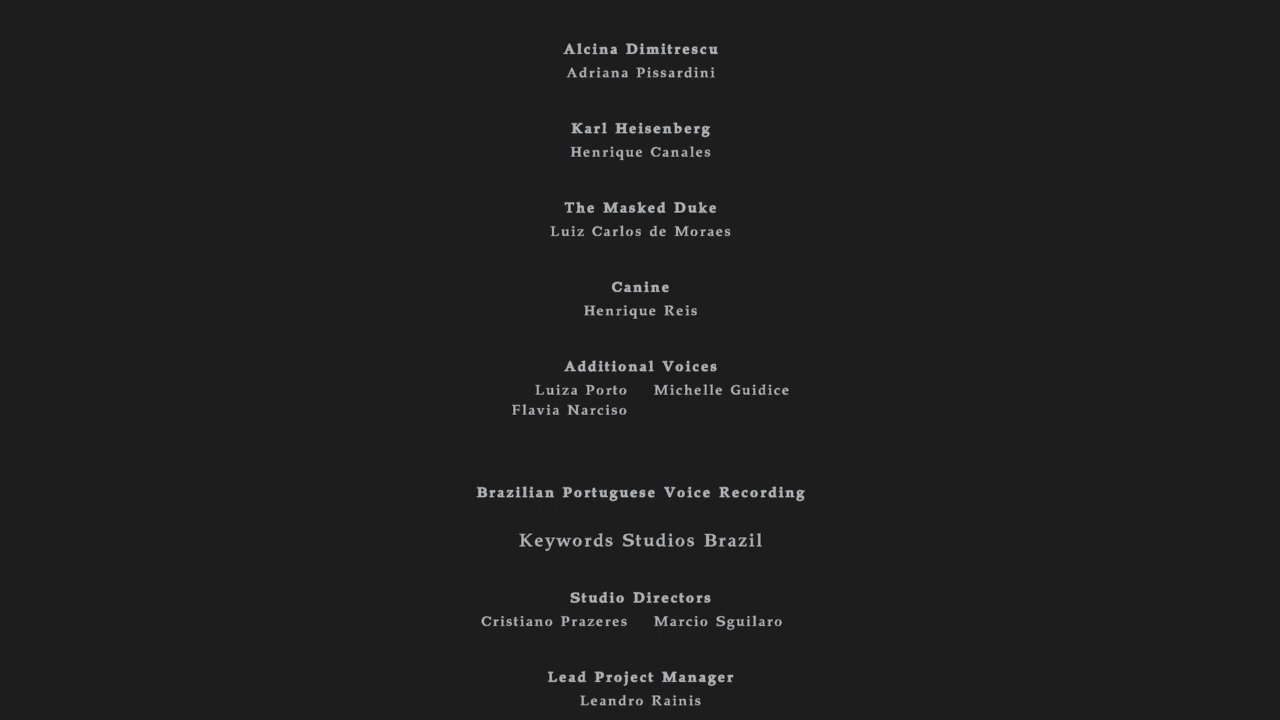 Alcina Dimitrescu
Adriana Pissardini
Karl Heisenberg
Henrique Canales
The Masked Duke
Luiz Carlos de Moraes
Canine
Henrique Reis
Additional Voices
Luiza Porto Michelle Guidice
Flavia Narciso
Brazilian Portuguese Voice Recording
Keywords Studios Brazil
Studio Directors
Cristiano Prazeres Marcio Sguilaro
Lead Project Manager
Leandro Rainis